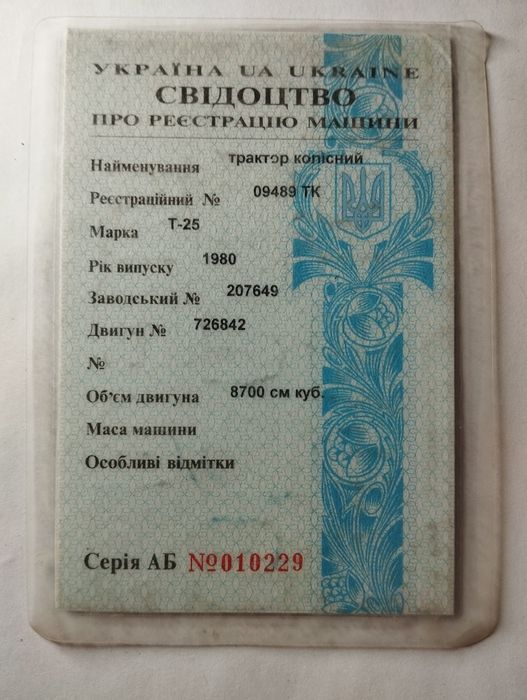 УКРАЇНА UA UKRAINE
СВІДОЦТВО
ПРО РЕЄСТРАЦІЮ МАШИНИ
Найменування трактор колісний
Реєстраційний № 09489 ТК
Марка Т-25
Рік випуску 1980
Заводський № 207649
Двигун № 726842
№
Об'єм двигуна 8700 см куб.
Маса машини
Особливі відмітки
Серія АБ №010229